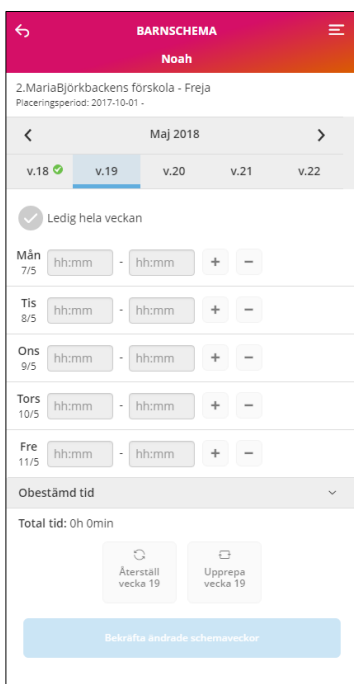 BARNSCHEMA
Noah
2.MariaBjörkbackens förskola - Freja
Placeringsperiod: 2017-10-01 -
Maj 2018
v.18 v.19 v.20 v.21 v.22
Ledig hela veckan
Mån
7/5
hh:mm - hh:mm + -
Tis
8/5
hh:mm - hh:mm + -
Ons
9/5
hh:mm - hh:mm + -
Tors
10/5
hh:mm - hh:mm + -
Fre
11/5
hh:mm - hh:mm + -
Obestämd tid
Total tid: 0h 0min
Återställ
vecka 19
Upprepa
vecka 19
Bekräfta ändrade schemaveckor